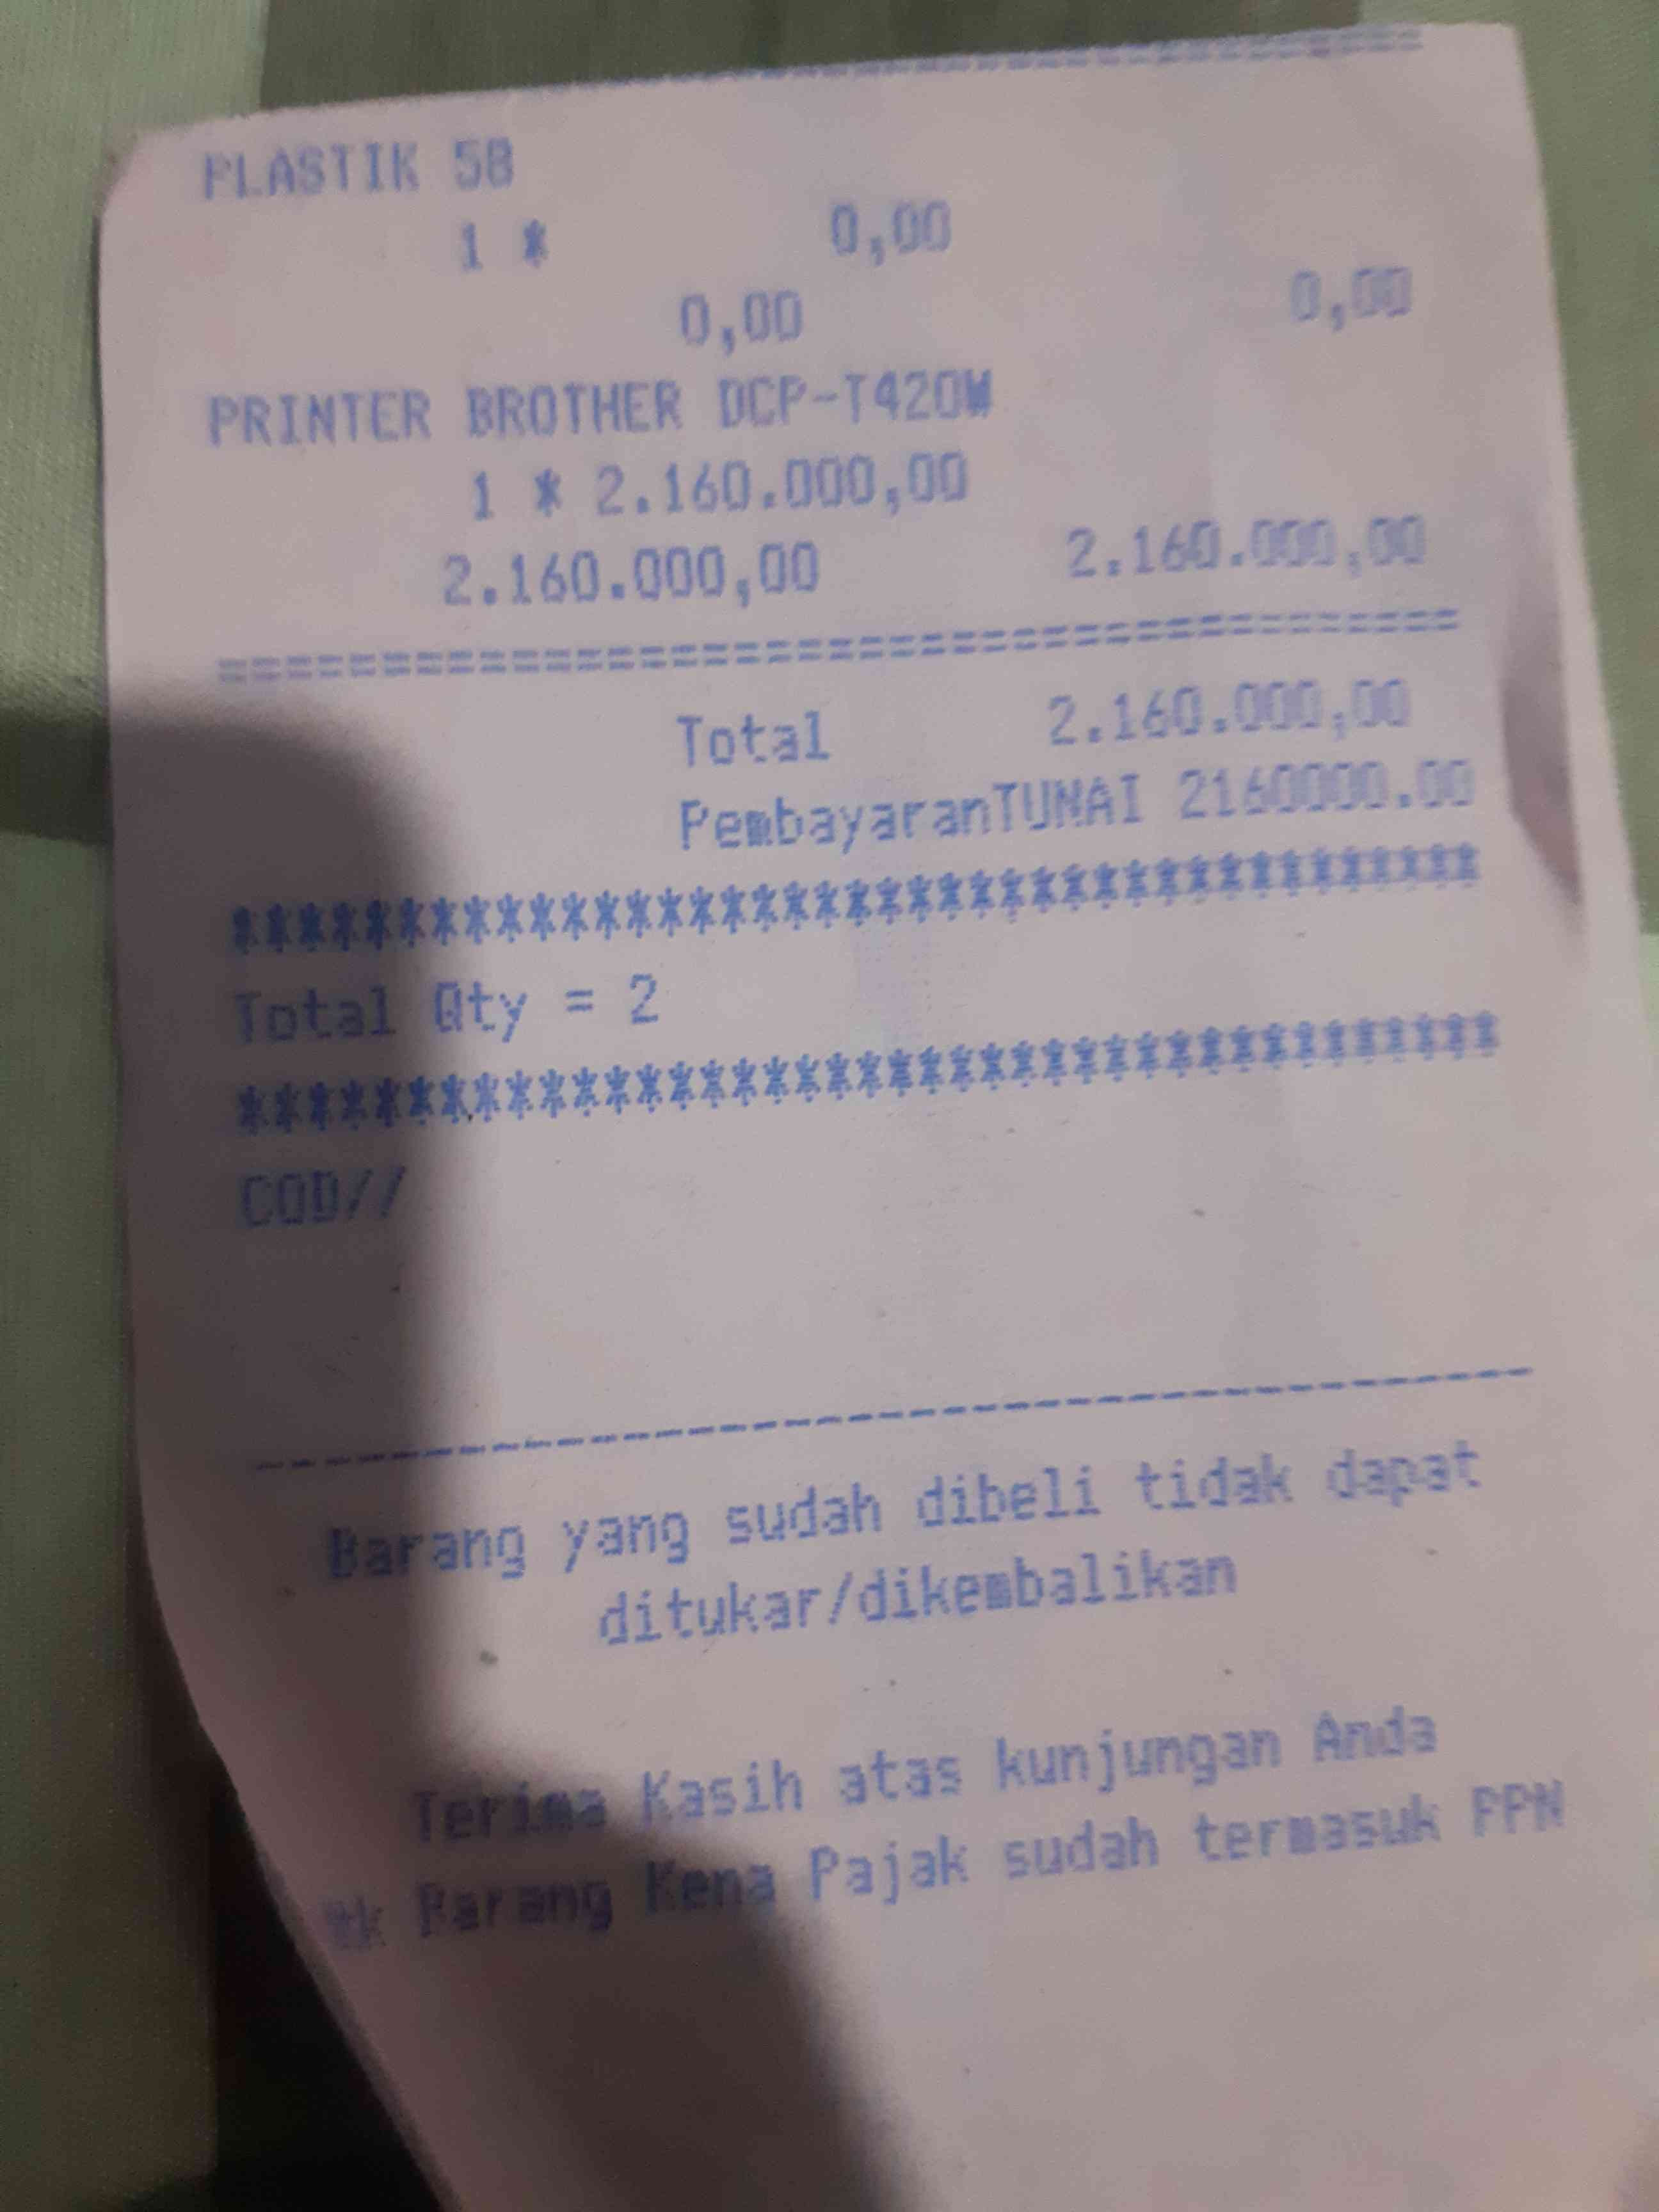 PLASTIK 5B
1 * 0,00
0,00 0,00
PRINTER BROTHER DCP-T420W
1 * 2.160.000,00
2.160.000,00 2.160.000,00
========================================
Total 2.160.000,00
PembayaranTUNAI 2160000.00
****************************************
Total Qty = 2
****************************************
COD//
----------------------------------------
Barang yang sudah dibeli tidak dapat
ditukar/dikembalikan
Terima Kasih atas kunjungan Anda
Barang Kena Pajak sudah termasuk PPN